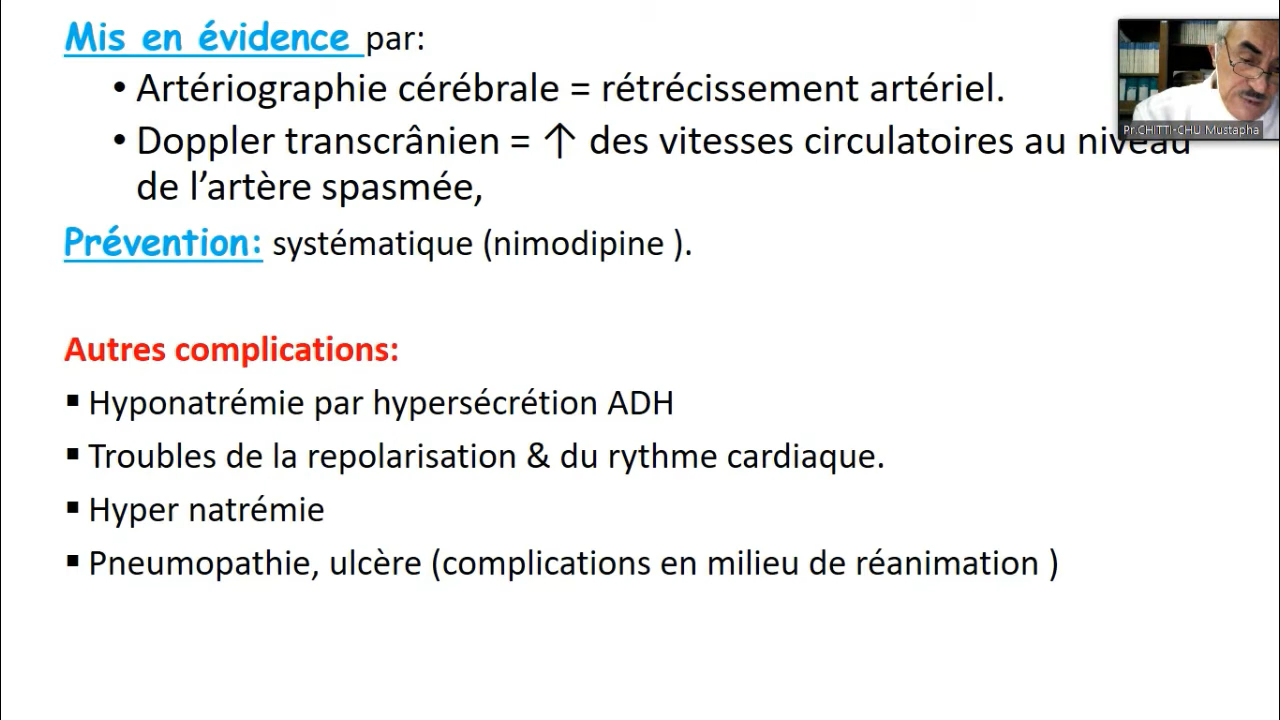 Mis en évidence par:
• Artériographie cérébrale = rétrécissement artériel.
• Doppler transcrânien = ↑ des vitesses circulatoires au niveau
de l’artère spasmée,
Prévention: systématique (nimodipine ).
Autres complications:
▪ Hyponatrémie par hypersécrétion ADH
▪ Troubles de la repolarisation & du rythme cardiaque.
▪ Hyper natrémie
▪ Pneumopathie, ulcère (complications en milieu de réanimation )
Pr.CHITTI-CHU Mustapha